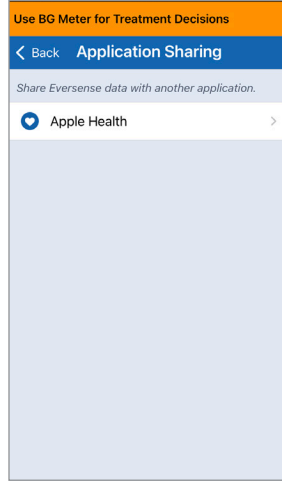 Use BG Meter for Treatment Decisions
Back Application Sharing
Share Eversense data with another application.
Apple Health